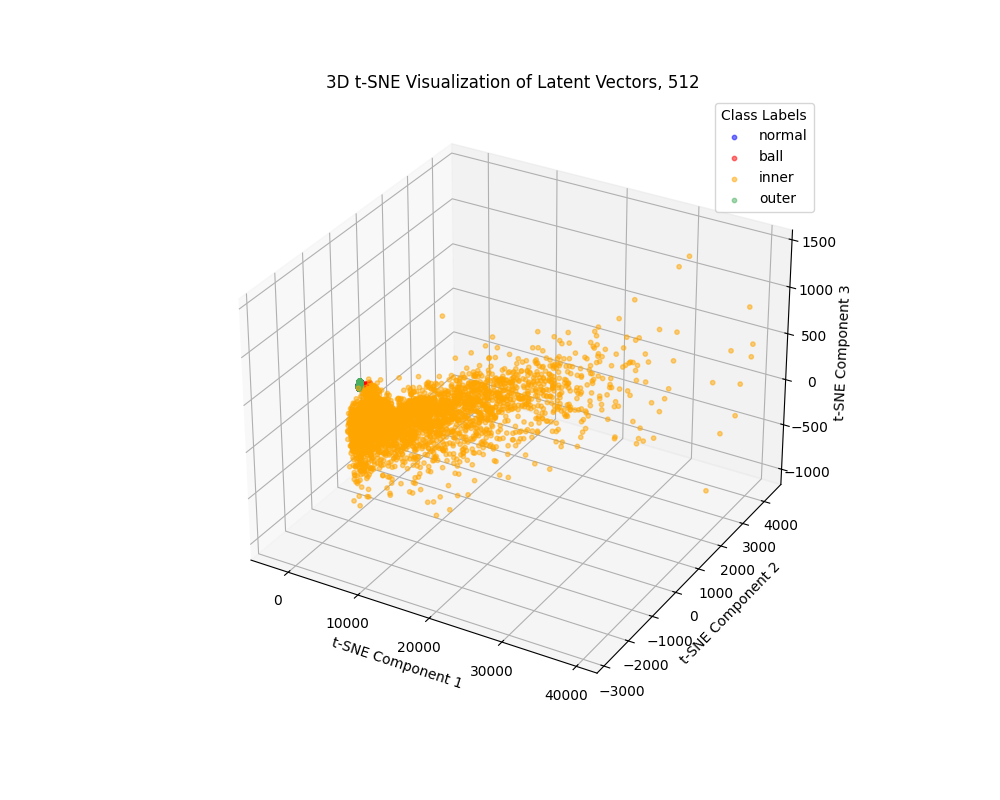 3D t-SNE Visualization of Latent Vectors, 512
Class Labels
normal
ball
inner
outer
1500
1000
500
0
−500
−1000
t-SNE Component 3
4000
3000
2000
1000
0
−1000
−2000
−3000
t-SNE Component 2
0
10000
20000
30000
40000
t-SNE Component 1